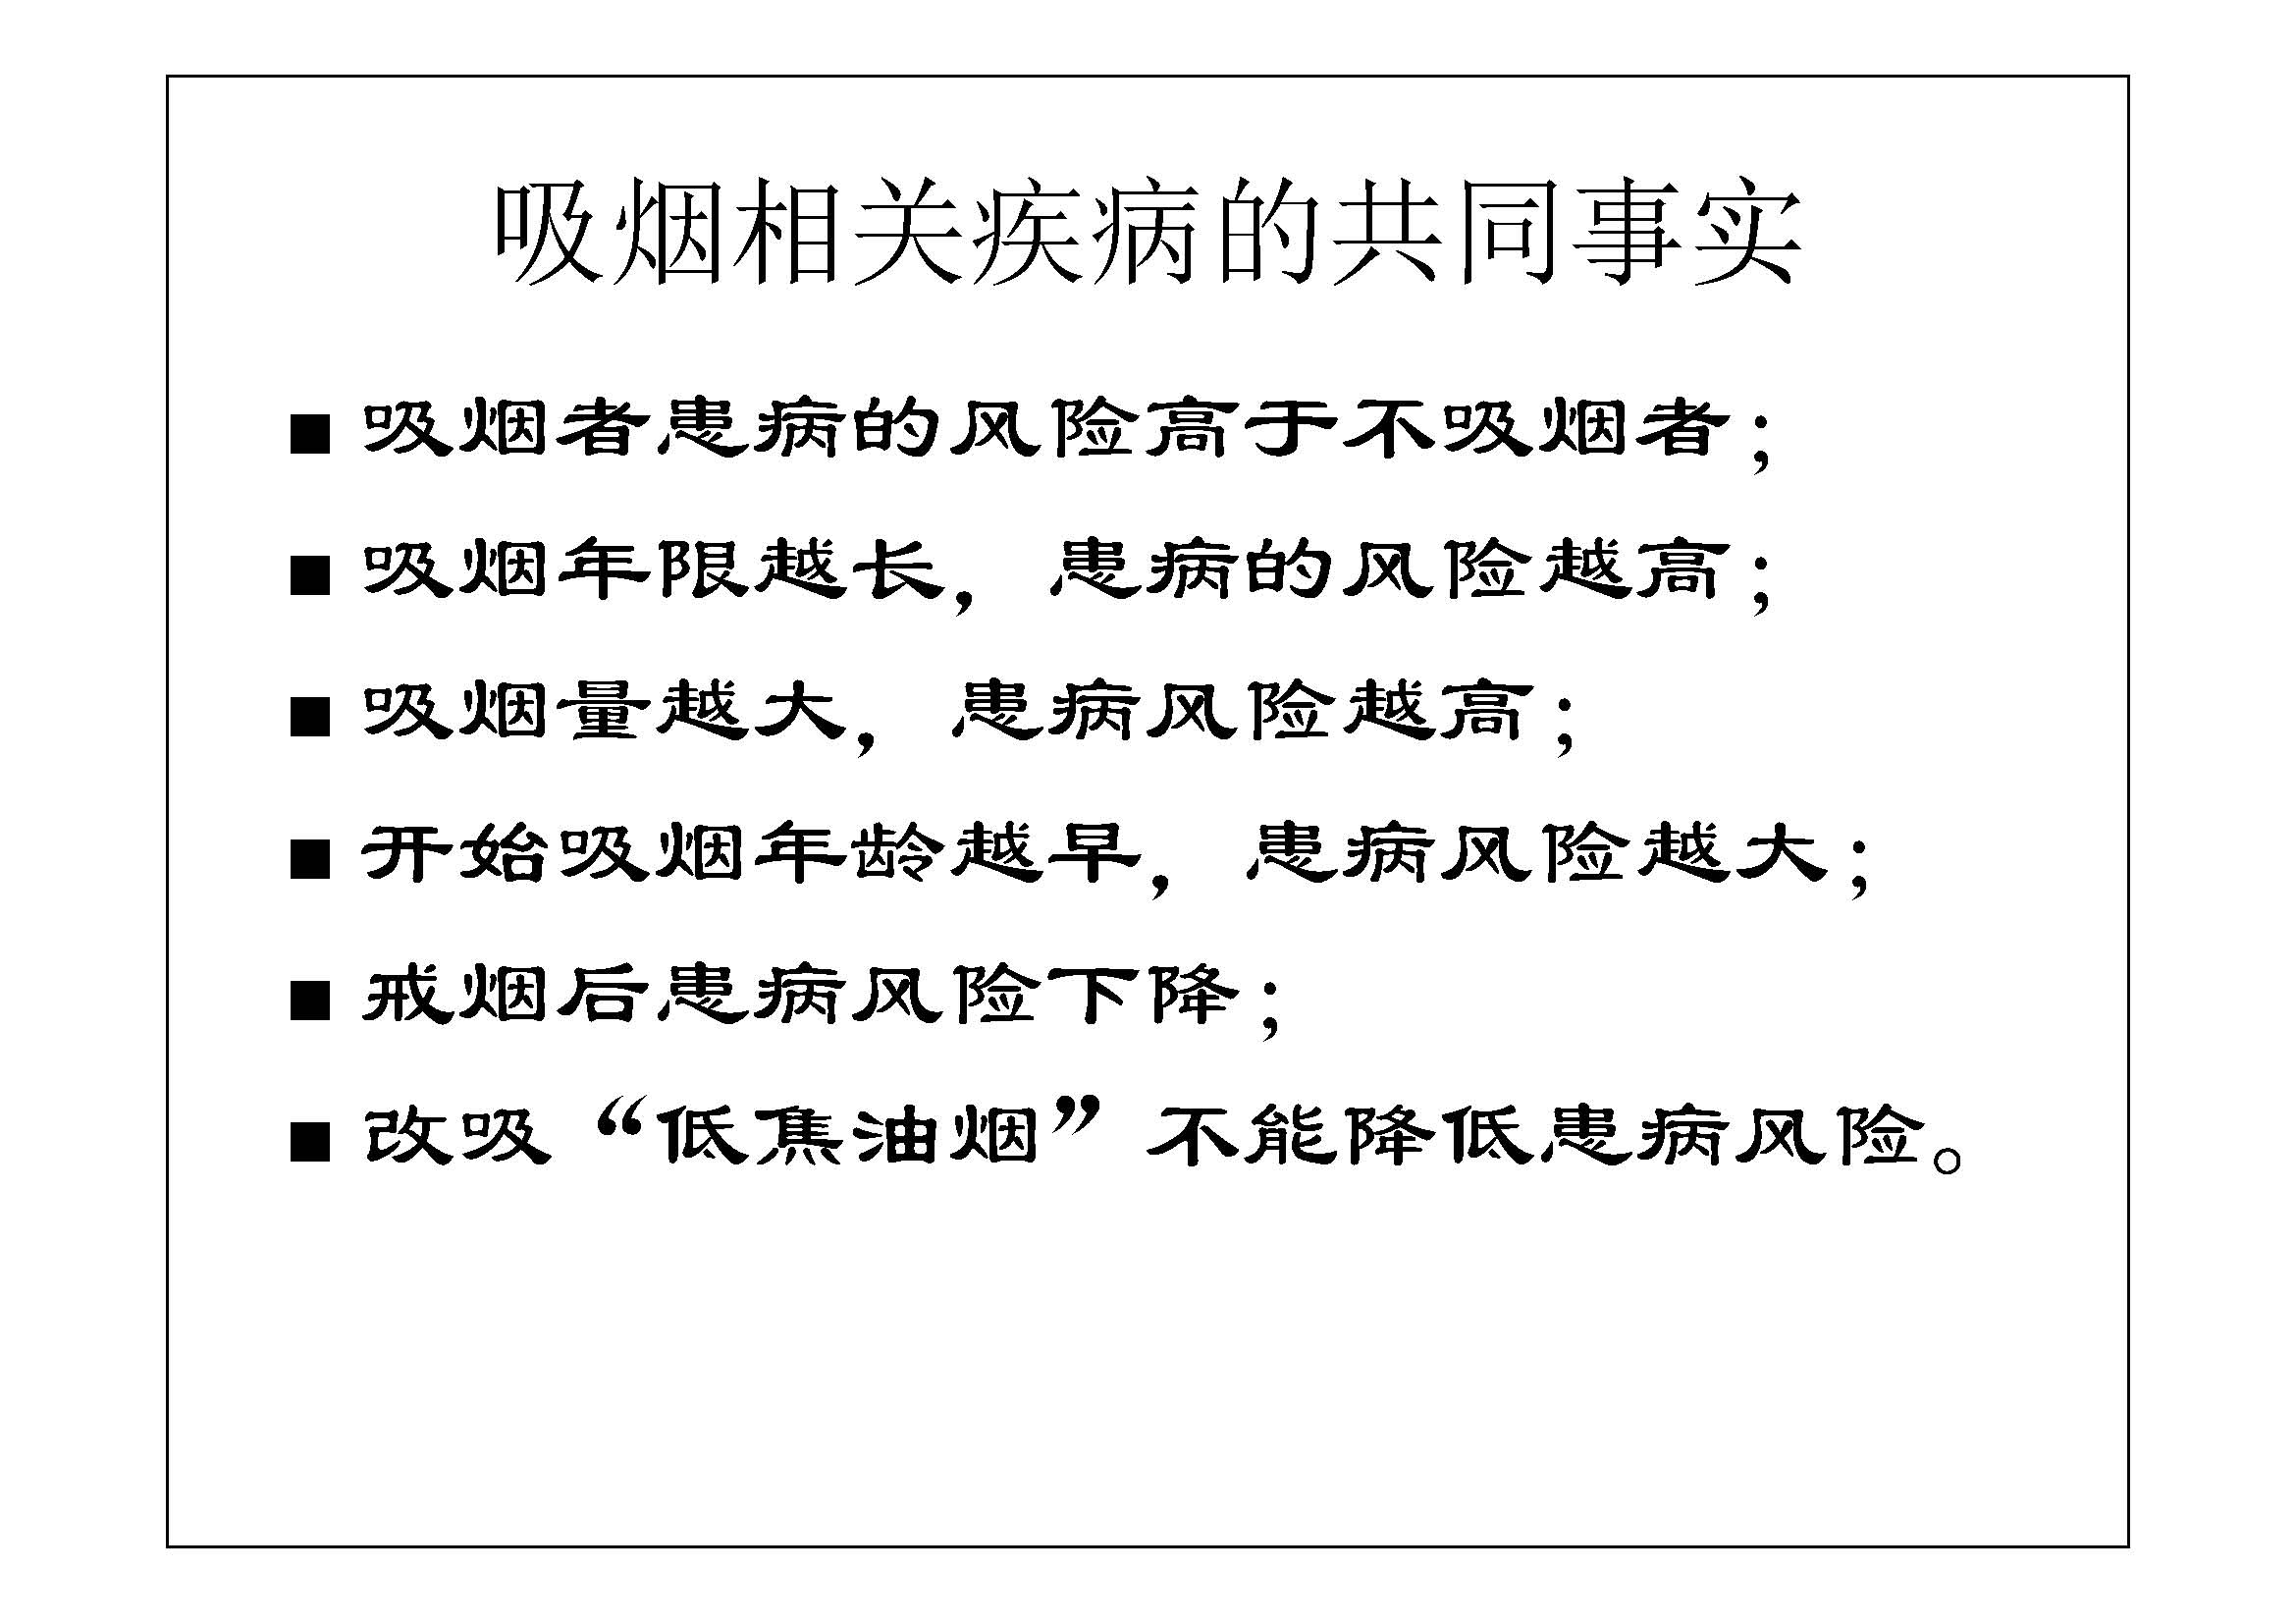 吸烟相关疾病的共同事实
■ 吸烟者患病的风险高于不吸烟者；
■ 吸烟年限越长，患病的风险越高；
■ 吸烟量越大，患病风险越高；
■ 开始吸烟年龄越早，患病风险越大；
■ 戒烟后患病风险下降；
■ 改吸“低焦油烟”不能降低患病风险。